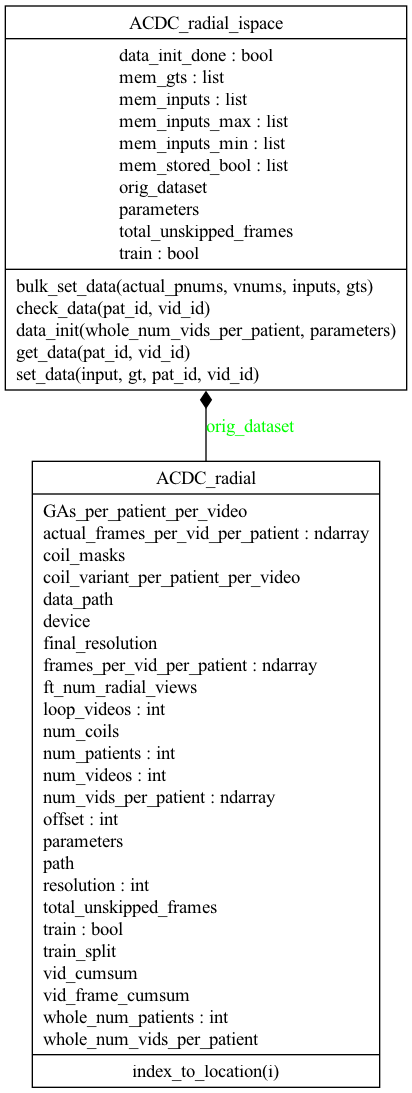 ACDC_radial_ispace
data_init_done : bool
mem_gts : list
mem_inputs : list
mem_inputs_max : list
mem_inputs_min : list
mem_stored_bool : list
orig_dataset
parameters
total_unskipped_frames
train : bool
bulk_set_data(actual_pnums, vnums, inputs, gts)
check_data(pat_id, vid_id)
data_init(whole_num_vids_per_patient, parameters)
get_data(pat_id, vid_id)
set_data(input, gt, pat_id, vid_id)
orig_dataset
ACDC_radial
GAs_per_patient_per_video
actual_frames_per_vid_per_patient : ndarray
coil_masks
coil_variant_per_patient_per_video
data_path
device
final_resolution
frames_per_vid_per_patient : ndarray
ft_num_radial_views
loop_videos : int
num_coils
num_patients : int
num_videos : int
num_vids_per_patient : ndarray
offset : int
parameters
path
resolution : int
total_unskipped_frames
train : bool
train_split
vid_cumsum
vid_frame_cumsum
whole_num_patients : int
whole_num_vids_per_patient
index_to_location(i)